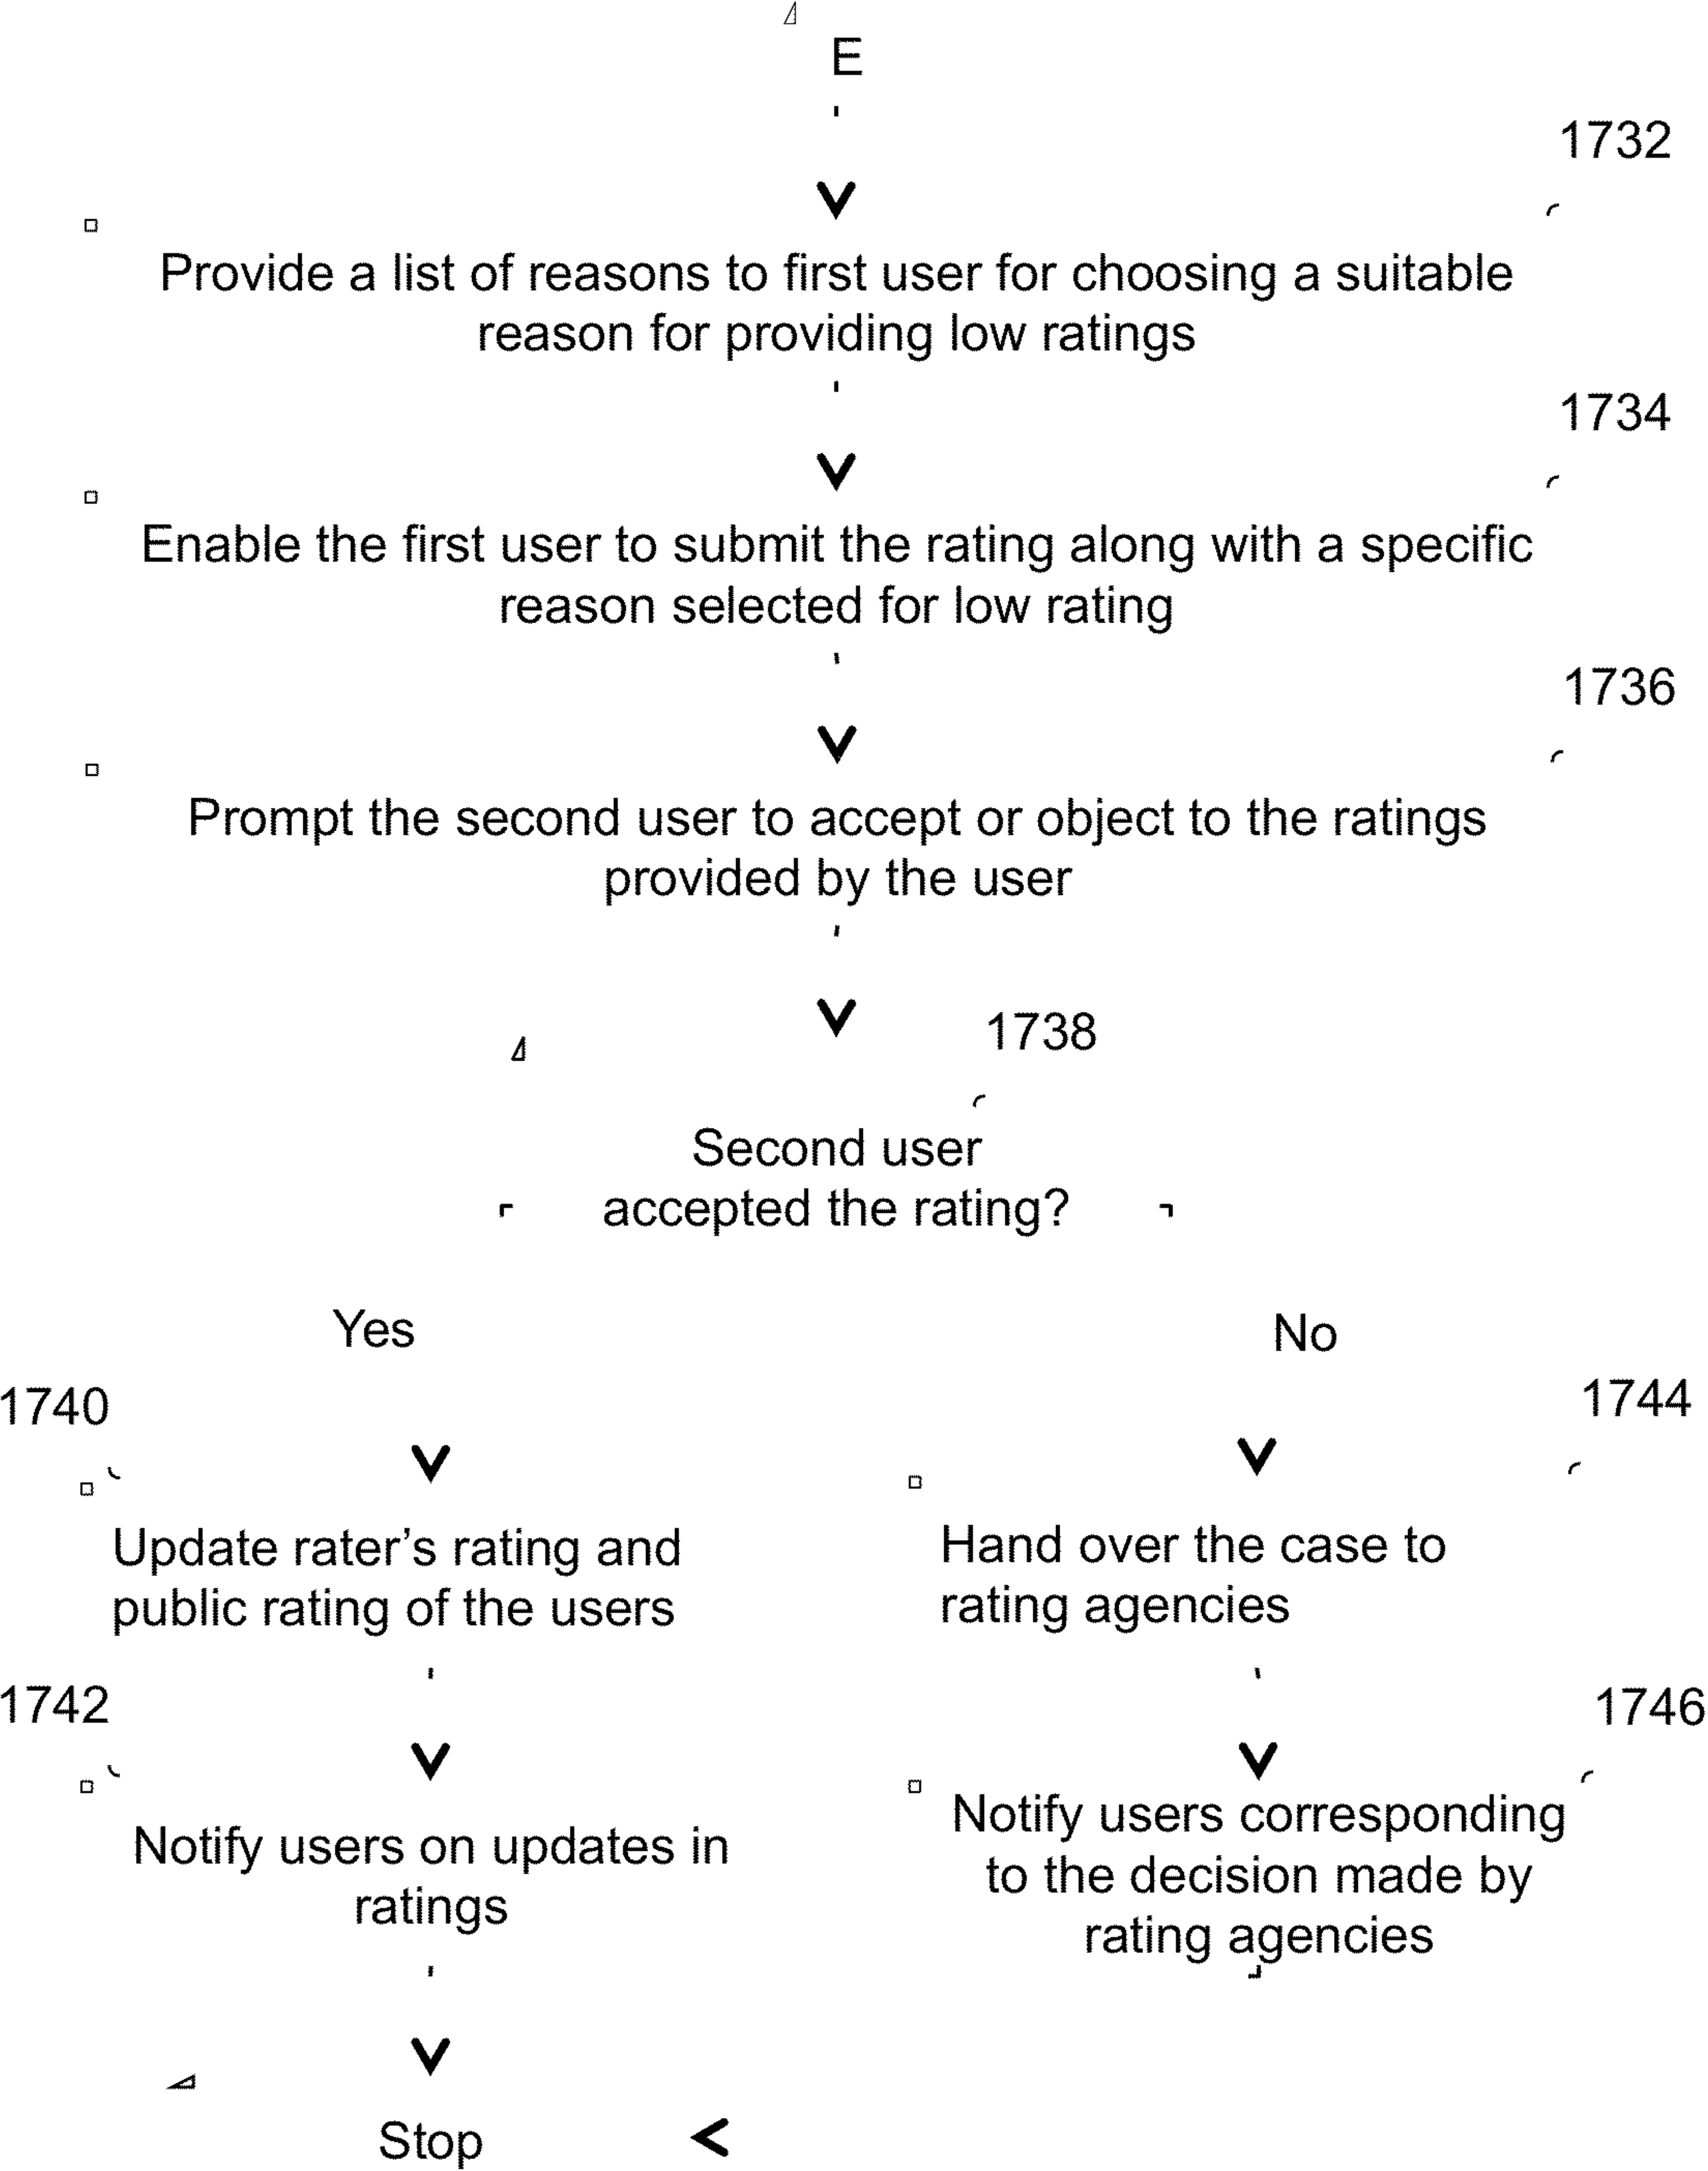 E
1732
Provide a list of reasons to first user for choosing a suitable
reason for providing low ratings
1734
Enable the first user to submit the rating along with a specific
reason selected for low rating
1736
Prompt the second user to accept or object to the ratings
provided by the user
1738
Second user
accepted the rating?
Yes
No
1740
Update rater’s rating and
public rating of the users
1742
Notify users on updates in
ratings
1744
Hand over the case to
rating agencies
1746
Notify users corresponding
to the decision made by
rating agencies
Stop